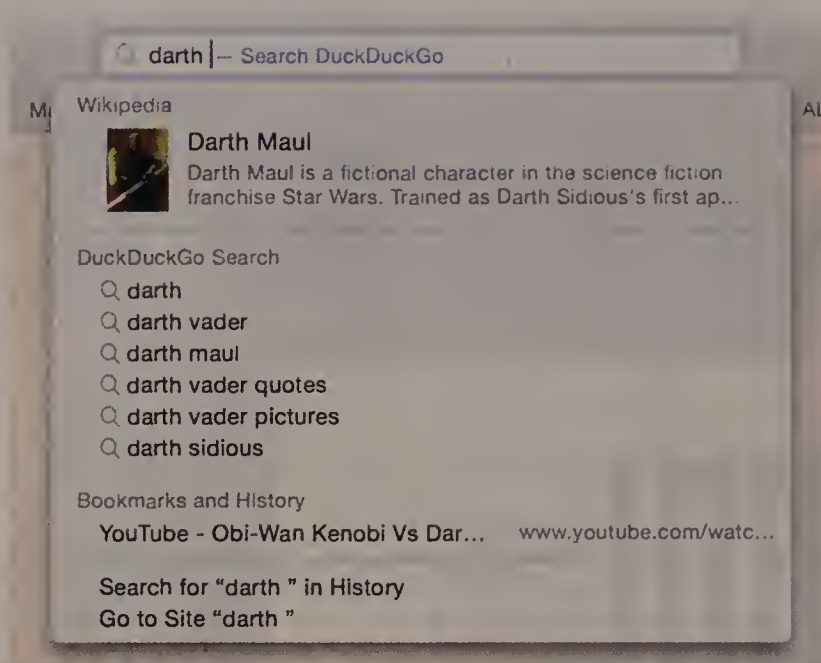 darth — Search DuckDuckGo
Wikipedia
Darth Maul
Darth Maul is a fictional character in the science fiction
franchise Star Wars. Trained as Darth Sidious's first ap...
DuckDuckGo Search
darth
darth vader
darth maul
darth vader quotes
darth vader pictures
darth sidious
Bookmarks and History
YouTube - Obi-Wan Kenobi Vs Dar... www.youtube.com/watc...
Search for “darth ” in History
Go to Site “darth ”